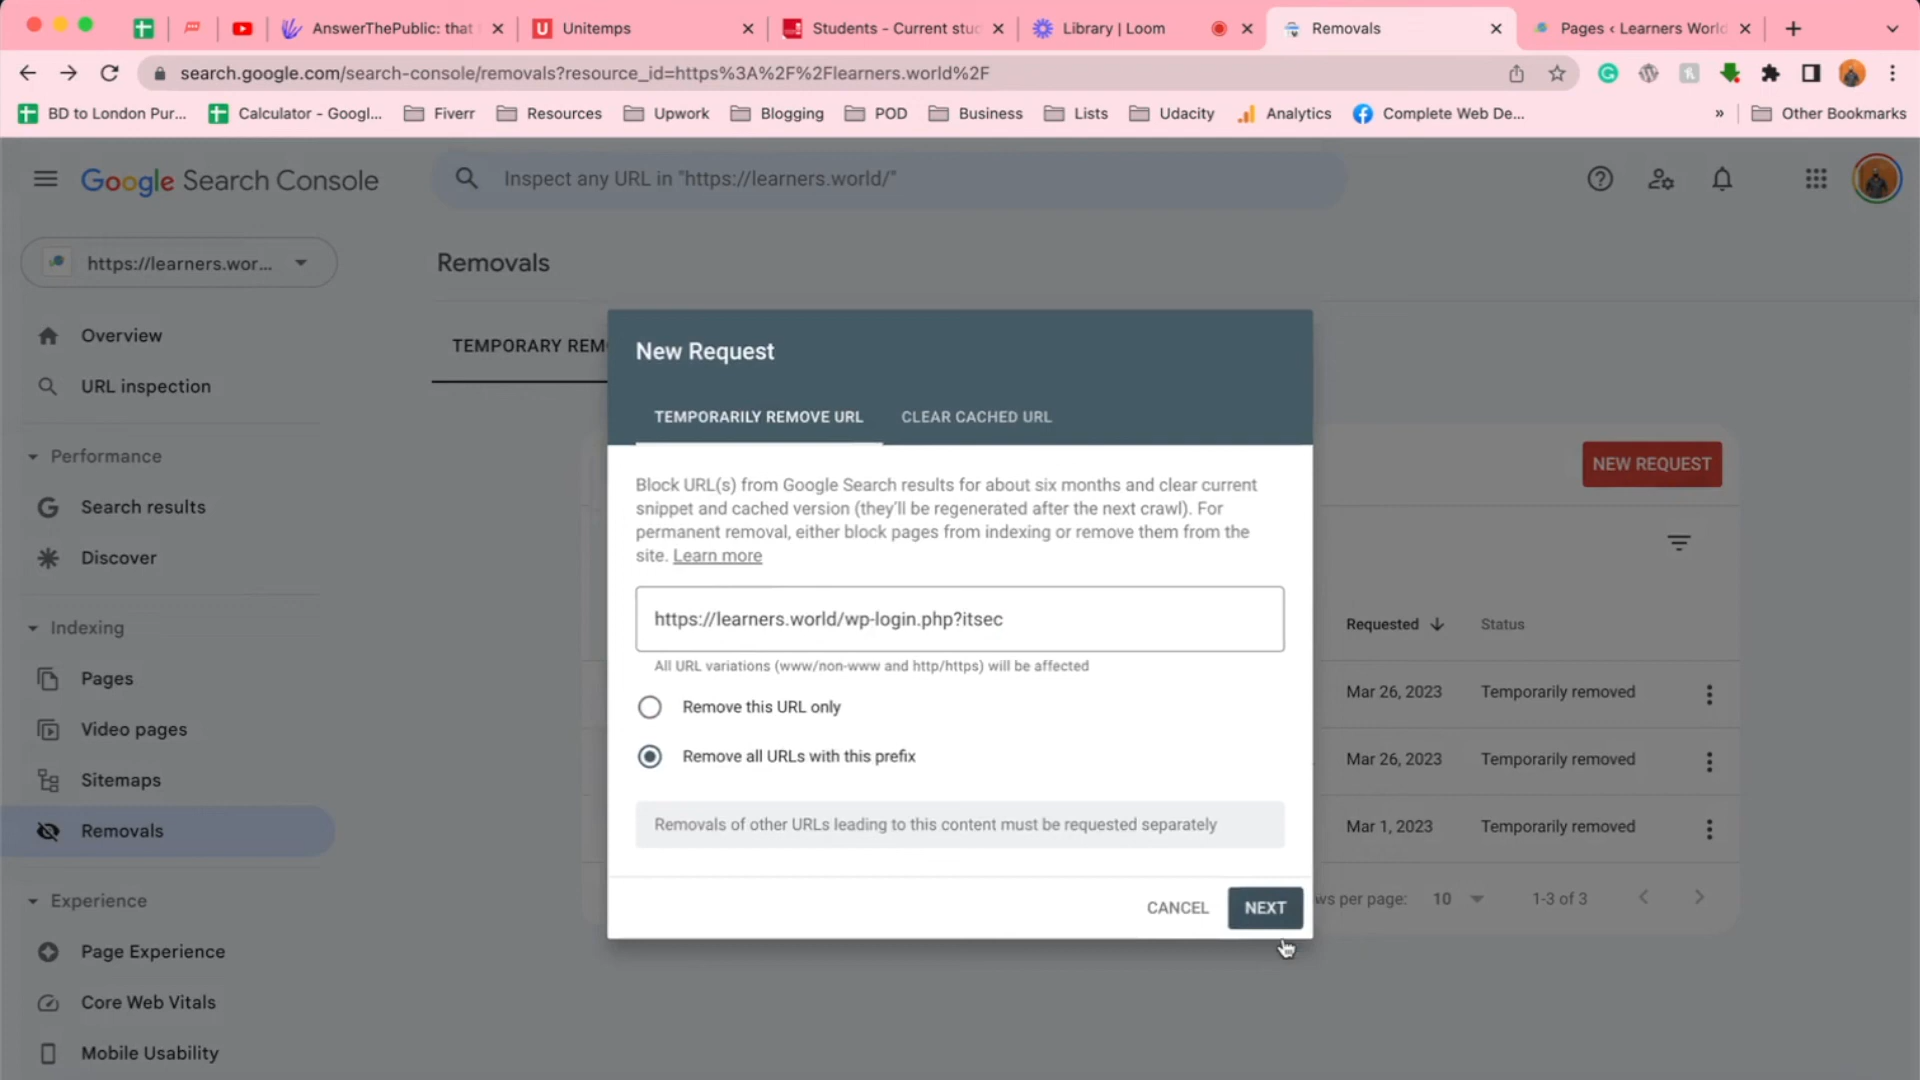 AnswerThePublic: that
Unitemps
Students - Current stuc
Library | Loom
Removals
Pages ‹ Learners World
search.google.com/search-console/removals?resource_id=https%3A%2F%2Flearners.world%2F
BD to London Pur...
Calculator - Googl...
Fiverr
Resources
Upwork
Blogging
POD
Business
Lists
Udacity
Analytics
Complete Web De...
»
Other Bookmarks
Google Search Console
Inspect any URL in "https://learners.world/"
https://learners.wor...
Removals
Overview
URL inspection
Performance
Search results
Discover
Indexing
Pages
Video pages
Sitemaps
Removals
Experience
Page Experience
Core Web Vitals
Mobile Usability
TEMPORARY REM
New Request
TEMPORARILY REMOVE URL
CLEAR CACHED URL
Block URL(s) from Google Search results for about six months and clear current
snippet and cached version (they'll be regenerated after the next crawl). For
permanent removal, either block pages from indexing or remove them from the
site. Learn more
https://learners.world/wp-login.php?itsec
All URL variations (www/non-www and http/https) will be affected
Remove this URL only
Remove all URLs with this prefix
Removals of other URLs leading to this content must be requested separately
CANCEL
NEXT
NEW REQUEST
Requested
Status
Mar 26, 2023
Temporarily removed
Mar 26, 2023
Temporarily removed
Mar 1, 2023
Temporarily removed
ws per page:
10
1-3 of 3